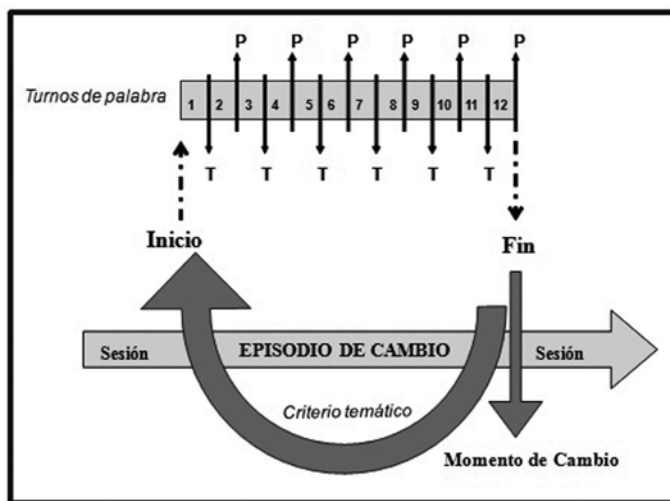 P P P P P P
Turnos de palabra
1 2 3 4 5 6 7 8 9 10 11 12
T T T T T T
Inicio
Fin
Sesión
EPISODIO DE CAMBIO
Sesión
Criterio temático
Momento de Cambio